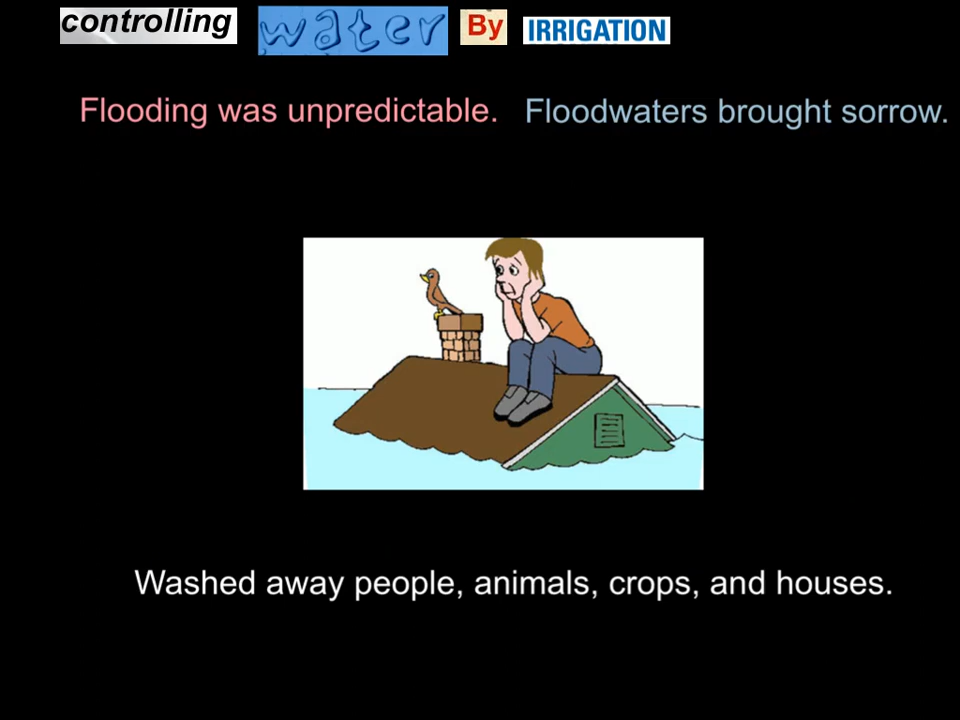 controlling water By IRRIGATION
Flooding was unpredictable. Floodwaters brought sorrow.
Washed away people, animals, crops, and houses.